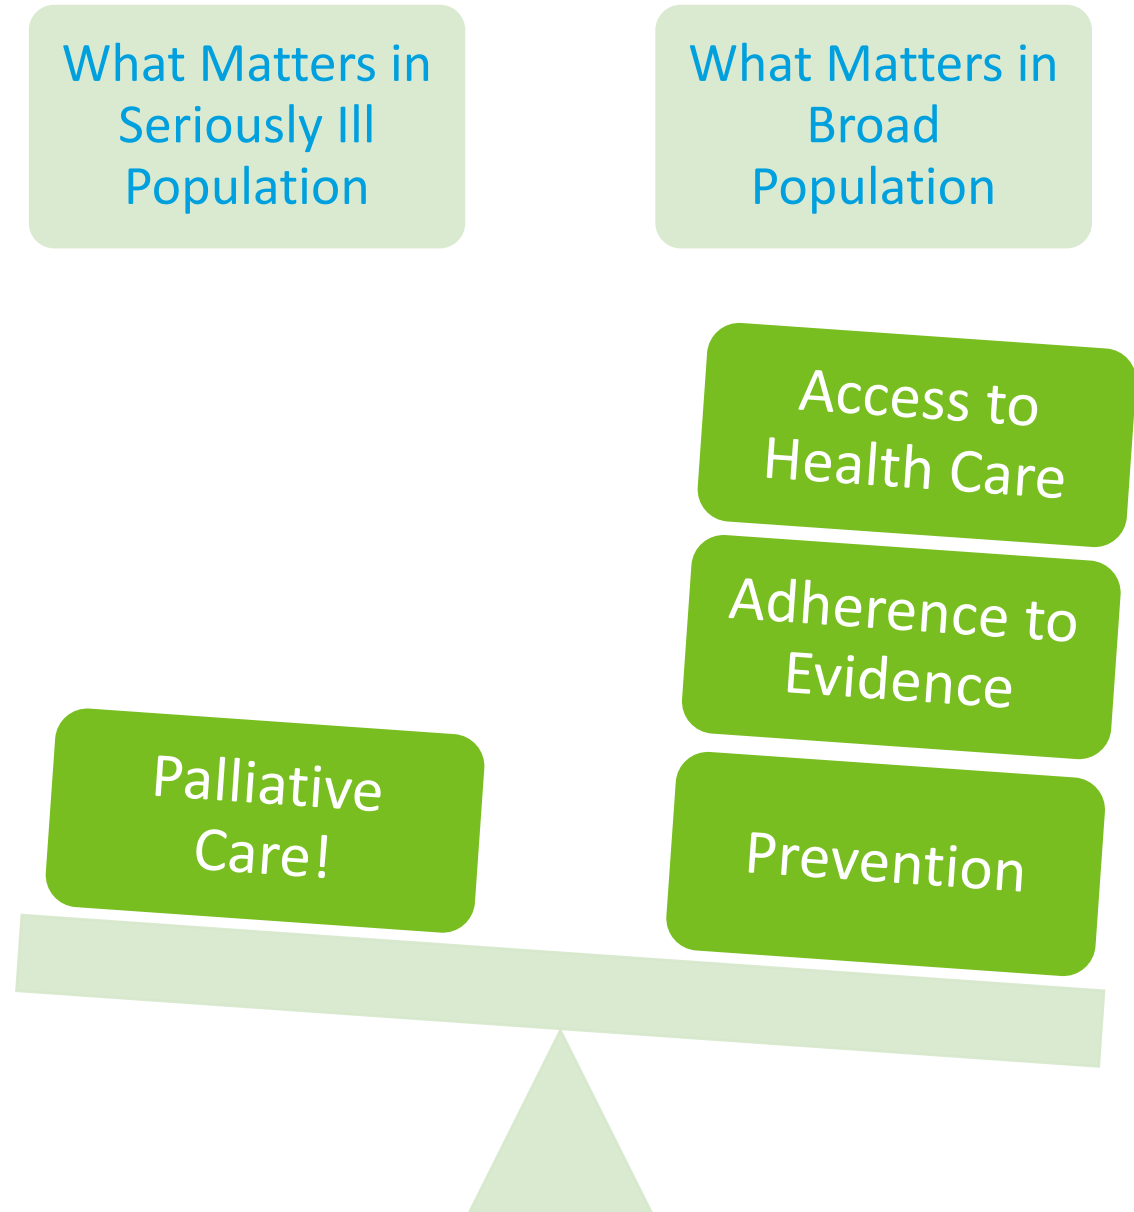 What Matters in
Seriously Ill
Population
What Matters in
Broad
Population
Access to
Health Care
Adherence to
Evidence
Palliative
Care!
Prevention